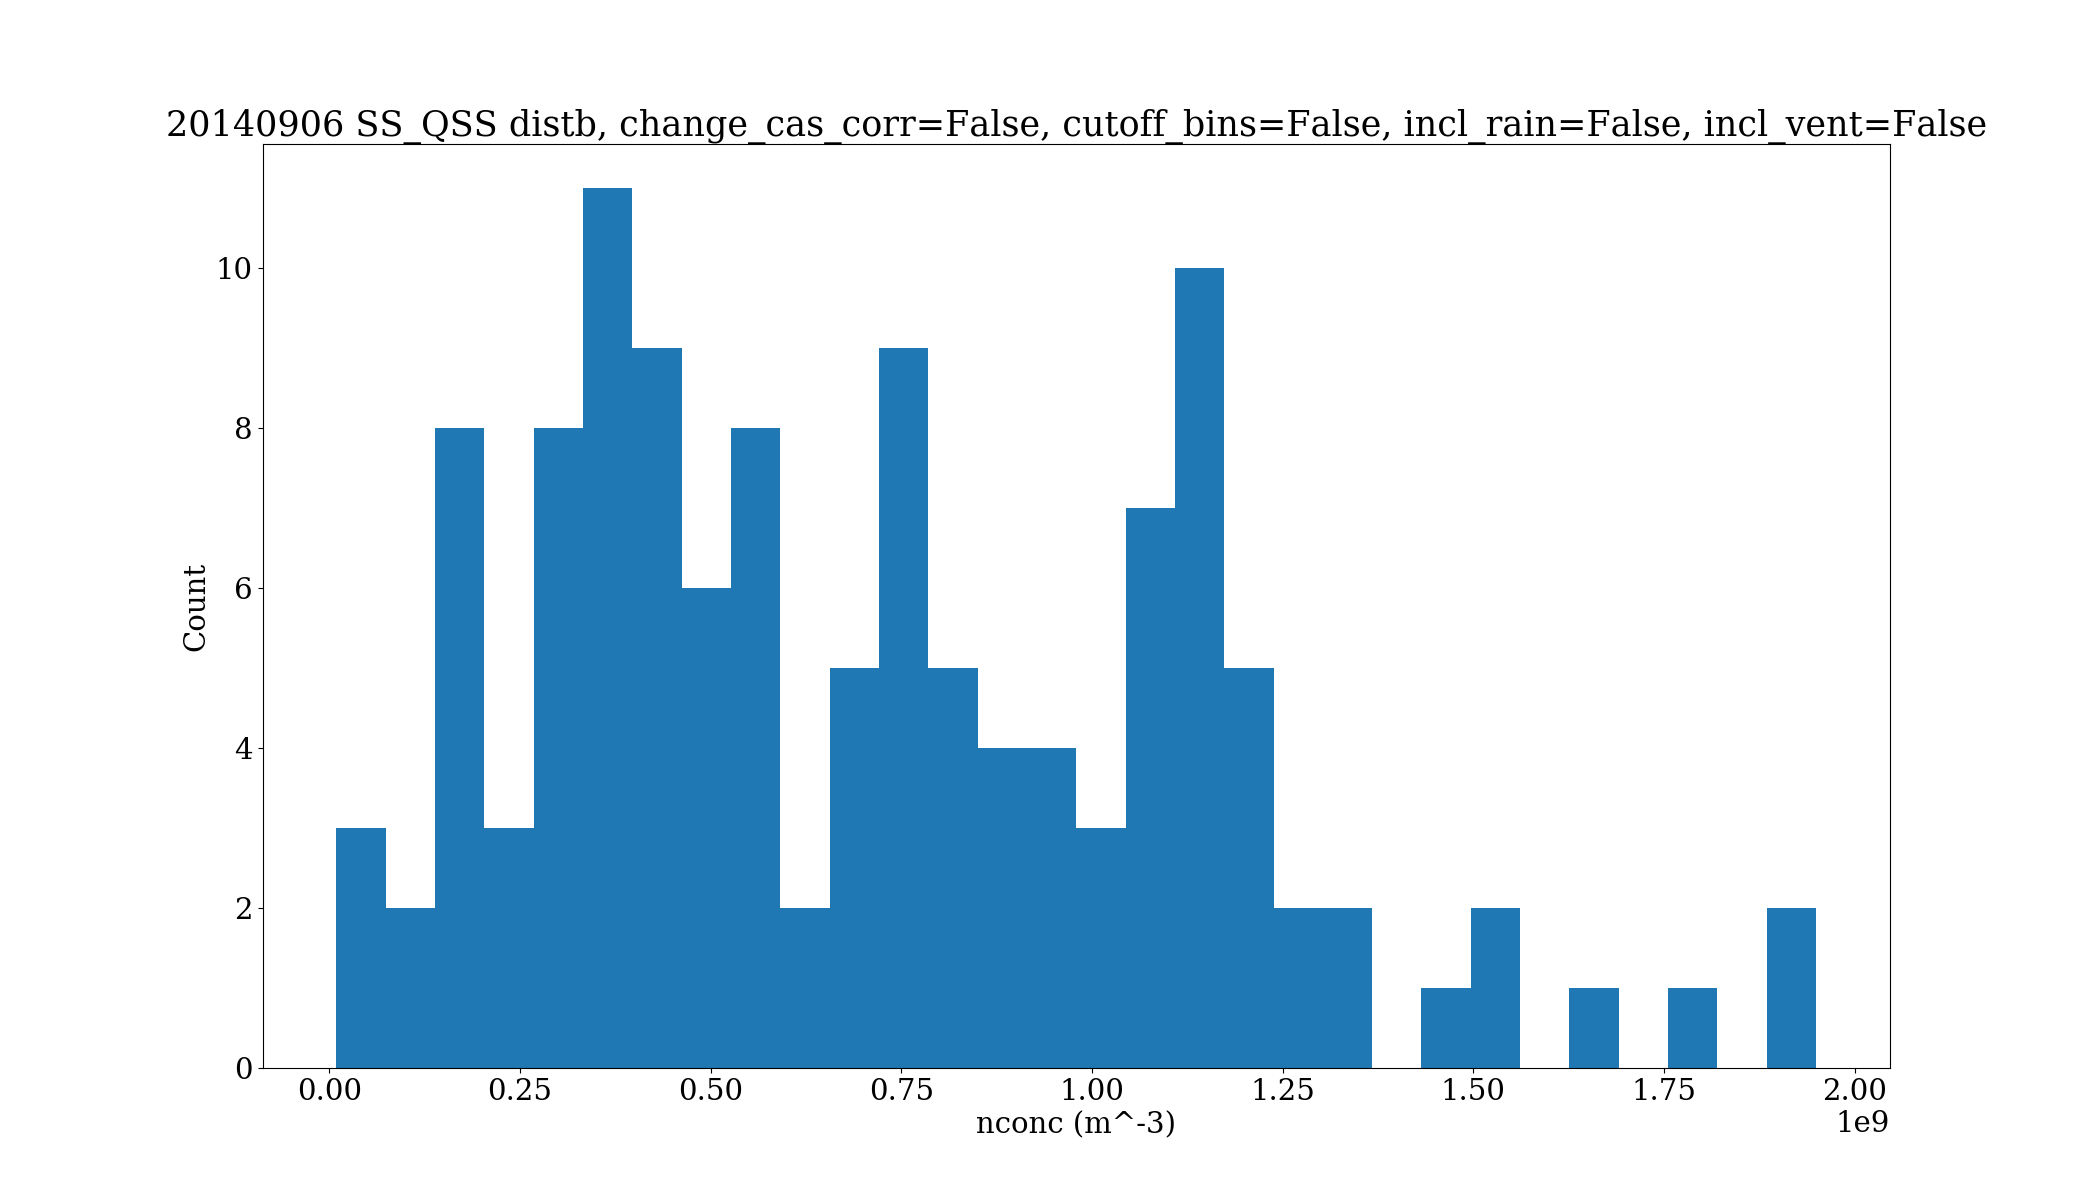 20140906 SS_QSS distb, change_cas_corr=False, cutoff_bins=False, incl_rain=False, incl_vent=False
10
8
6
4
2
0
Count
0.00 0.25 0.50 0.75 1.00 1.25 1.50 1.75 2.00
nconc (m^-3) 1e9